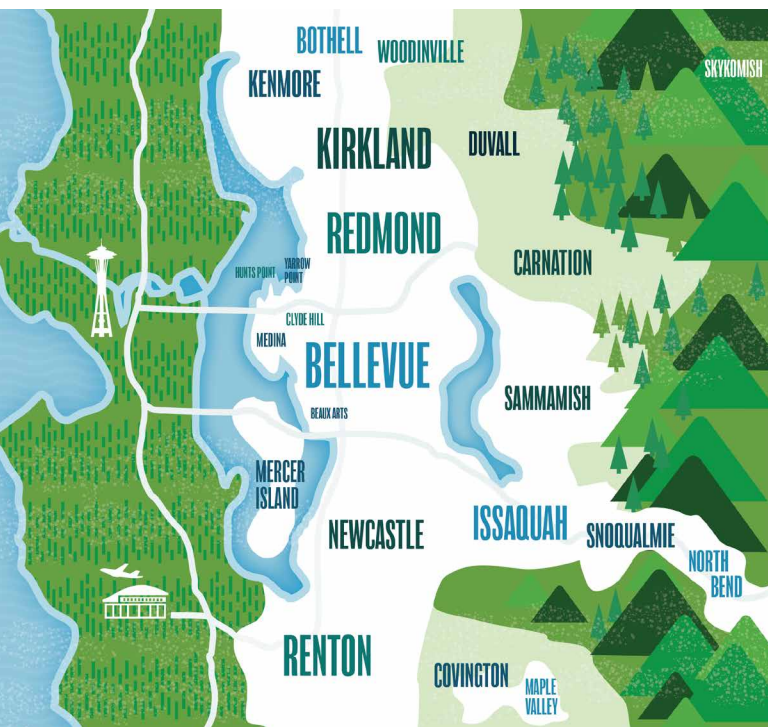 BOTHELL
WOODINVILLE
SKYKOMISH
KENMORE
KIRKLAND
DUVALL
REDMOND
CARNATION
HUNTS POINT
YARROW
POINT
CLYDE HILL
MEDINA
BELLEVUE
SAMMAMISH
BEAUX ARTS
MERCER
ISLAND
NEWCASTLE
ISSAQUAH
SNOQUALMIE
NORTH
BEND
RENTON
COVINGTON
MAPLE
VALLEY